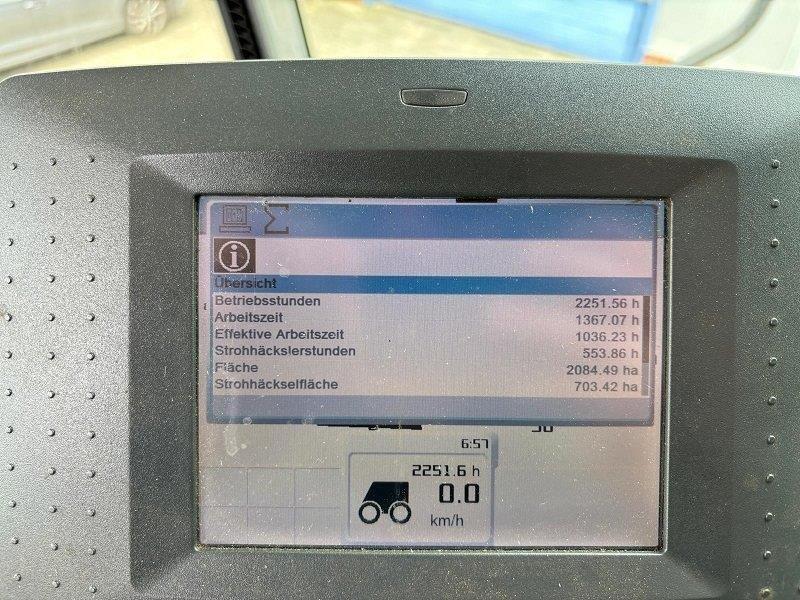 Übersicht
Betriebsstunden 2251.56 h
Arbeitszeit 1367.07 h
Effektive Arbeitszeit 1036.23 h
Strohhäckslerstunden 553.86 h
Fläche 2084.49 ha
Strohhäckselfläche 703.42 ha
6:57
2251.6 h
0.0
km/h